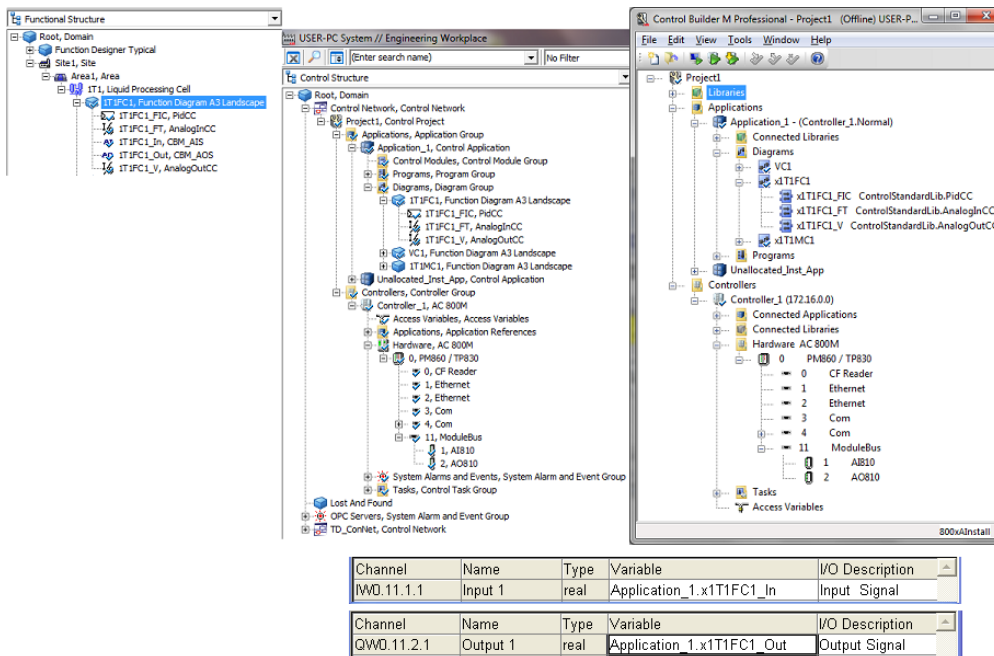 Functional Structure
Root, Domain
Function Designer Typical
Site1, Site
Area1, Area
1T1, Liquid Processing Cell
1T1FC1, Function Diagram A3 Landscape
1T1FC1_FIC, PidCC
1T1FC1_FT, AnalogInCC
1T1FC1_In, CBM_AIS
1T1FC1_Out, CBM_AOS
1T1FC1_V, AnalogOutCC
USER-PC System // Engineering Workplace
(Enter search name)
No Filter
Control Structure
Root, Domain
Control Network, Control Network
Project1, Control Project
Applications, Application Group
Application_1, Control Application
Control Modules, Control Module Group
Programs, Program Group
Diagrams, Diagram Group
1T1FC1, Function Diagram A3 Landscape
1T1FC1_FIC, PidCC
1T1FC1_FT, AnalogInCC
1T1FC1_V, AnalogOutCC
VC1, Function Diagram A3 Landscape
1T1MC1, Function Diagram A3 Landscape
Unallocated_Inst_App, Control Application
Controllers, Controller Group
Controller_1, AC 800M
Access Variables, Access Variables
Applications, Application References
Hardware, AC 800M
0, PM860 / TP830
0, CF Reader
1, Ethernet
2, Ethernet
3, Com
4, Com
11, ModuleBus
1, AI810
2, AO810
System Alarms and Events, System Alarm and Event Group
Tasks, Control Task Group
Lost And Found
OPC Servers, System Alarm and Event Group
TD_ConNet, Control Network
Control Builder M Professional - Project1 (Offline) USER-P...
File Edit View Tools Window Help
Project1
Libraries
Applications
Application_1 - (Controller_1.Normal)
Connected Libraries
Diagrams
VC1
x1T1FC1
x1T1FC1_FIC ControlStandardLib.PidCC
x1T1FC1_FT ControlStandardLib.AnalogInCC
x1T1FC1_V ControlStandardLib.AnalogOutCC
x1T1MC1
Programs
Unallocated_Inst_App
Controllers
Controller_1 (172.16.0.0)
Connected Applications
Connected Libraries
Hardware AC 800M
0 PM860 / TP830
0 CF Reader
1 Ethernet
2 Ethernet
3 Com
4 Com
11 ModuleBus
1 AI810
2 AO810
Tasks
Access Variables
800xAInstall
Channel Name Type Variable I/O Description
IW0.11.1.1 Input 1 real Application_1.x1T1FC1_In Input Signal
Channel Name Type Variable I/O Description
QW0.11.2.1 Output 1 real Application_1.x1T1FC1_Out Output Signal